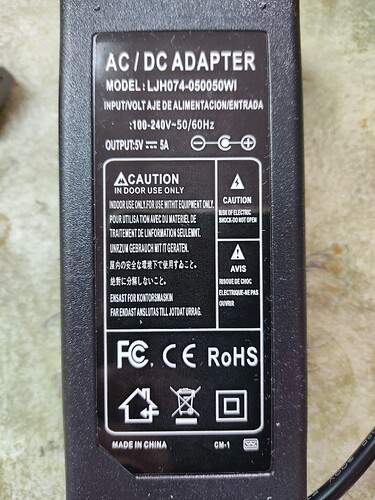 AC / DC ADAPTER
MODEL: LJH074-050050WI
INPUT/VOLTAJE DE ALIMENTACION/ENTRADA
:100-240V~50/60Hz
OUTPUT:5V ⎓ 5A
CAUTION
IN DOOR USE ONLY
INDOOR USE ONLY.FOR USE WITHIT EQUIPMENT ONLY.
POUR UTILISATION AVEC DU MATERIEL DE
TRAITEMENT DE LINFORMATION SEULEMNT.
UNRZUM GEBRAUCH WIT IT GERATEN.
屋内の安全な環境下で使用すゐこと。
絶対に分解しないこと。
ENSAST FOR KONTORSMASKIN
FAR ENDAST ANSLUTAS TILL JOTDAT URRAG.
CAUTION
RISK OF ELECTRIC
SHOCK-DO NOT OPEN
AVIS
RISQUE DE CHOC
ELECTRIQUE-NE PAS
OUVRIR
FC CE RoHS
MADE IN CHINA
CM-1